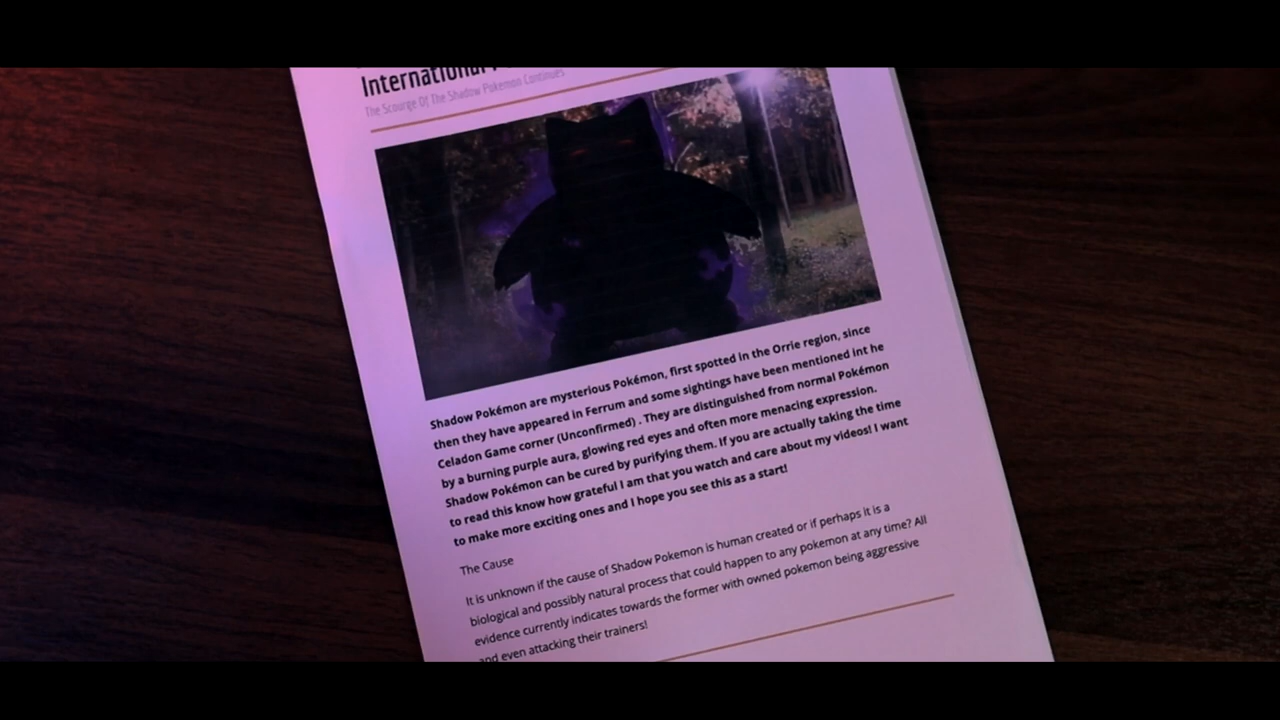 International
The Scourge Of The Shadow Pokemon Continues
Shadow Pokémon are mysterious Pokémon, first spotted in the Orrie region, since
then they have appeared in Ferrum and some sightings have been mentioned int he
Celadon Game corner (Unconfirmed) . They are distinguished from normal Pokémon
by a burning purple aura, glowing red eyes and often more menacing expression.
Shadow Pokémon can be cured by purifying them. If you are actually taking the time
to read this know how grateful I am that you watch and care about my videos! I want
to make more exciting ones and I hope you see this as a start!
The Cause
It is unknown if the cause of Shadow Pokemon is human created or if perhaps it is a
biological and possibly natural process that could happen to any pokemon at any time? All
evidence currently indicates towards the former with owned pokemon being aggressive
and even attacking their trainers!